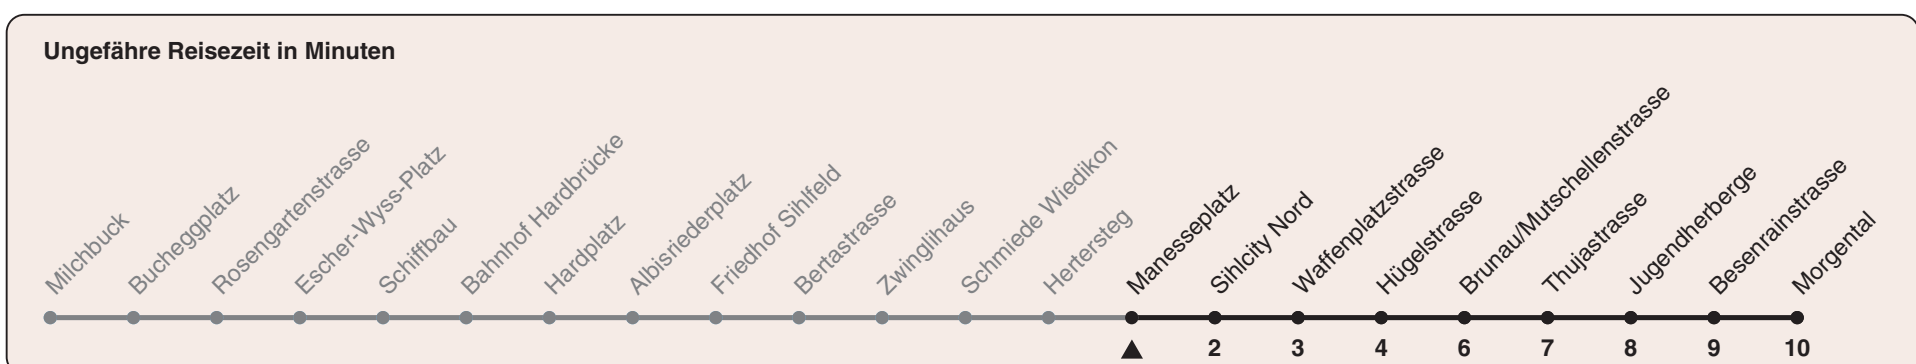 Ungefähre Reisezeit in Minuten
Milchbuck
Bucheggplatz
Rosengartenstrasse
Escher-Wyss-Platz
Schiffbau
Bahnhof Hardbrücke
Hardplatz
Albisriederplatz
Friedhof Sihlfeld
Bertastrasse
Zwinglihaus
Schmiede Wiedikon
Hertersteg
Manesseplatz
Sihlcity Nord
Waffenplatzstrasse
Hügelstrasse
Brunau/Mutschellenstrasse
Thujastrasse
Jugendherberge
Besenrainstrasse
Morgental
2 3 4 6 7 8 9 10